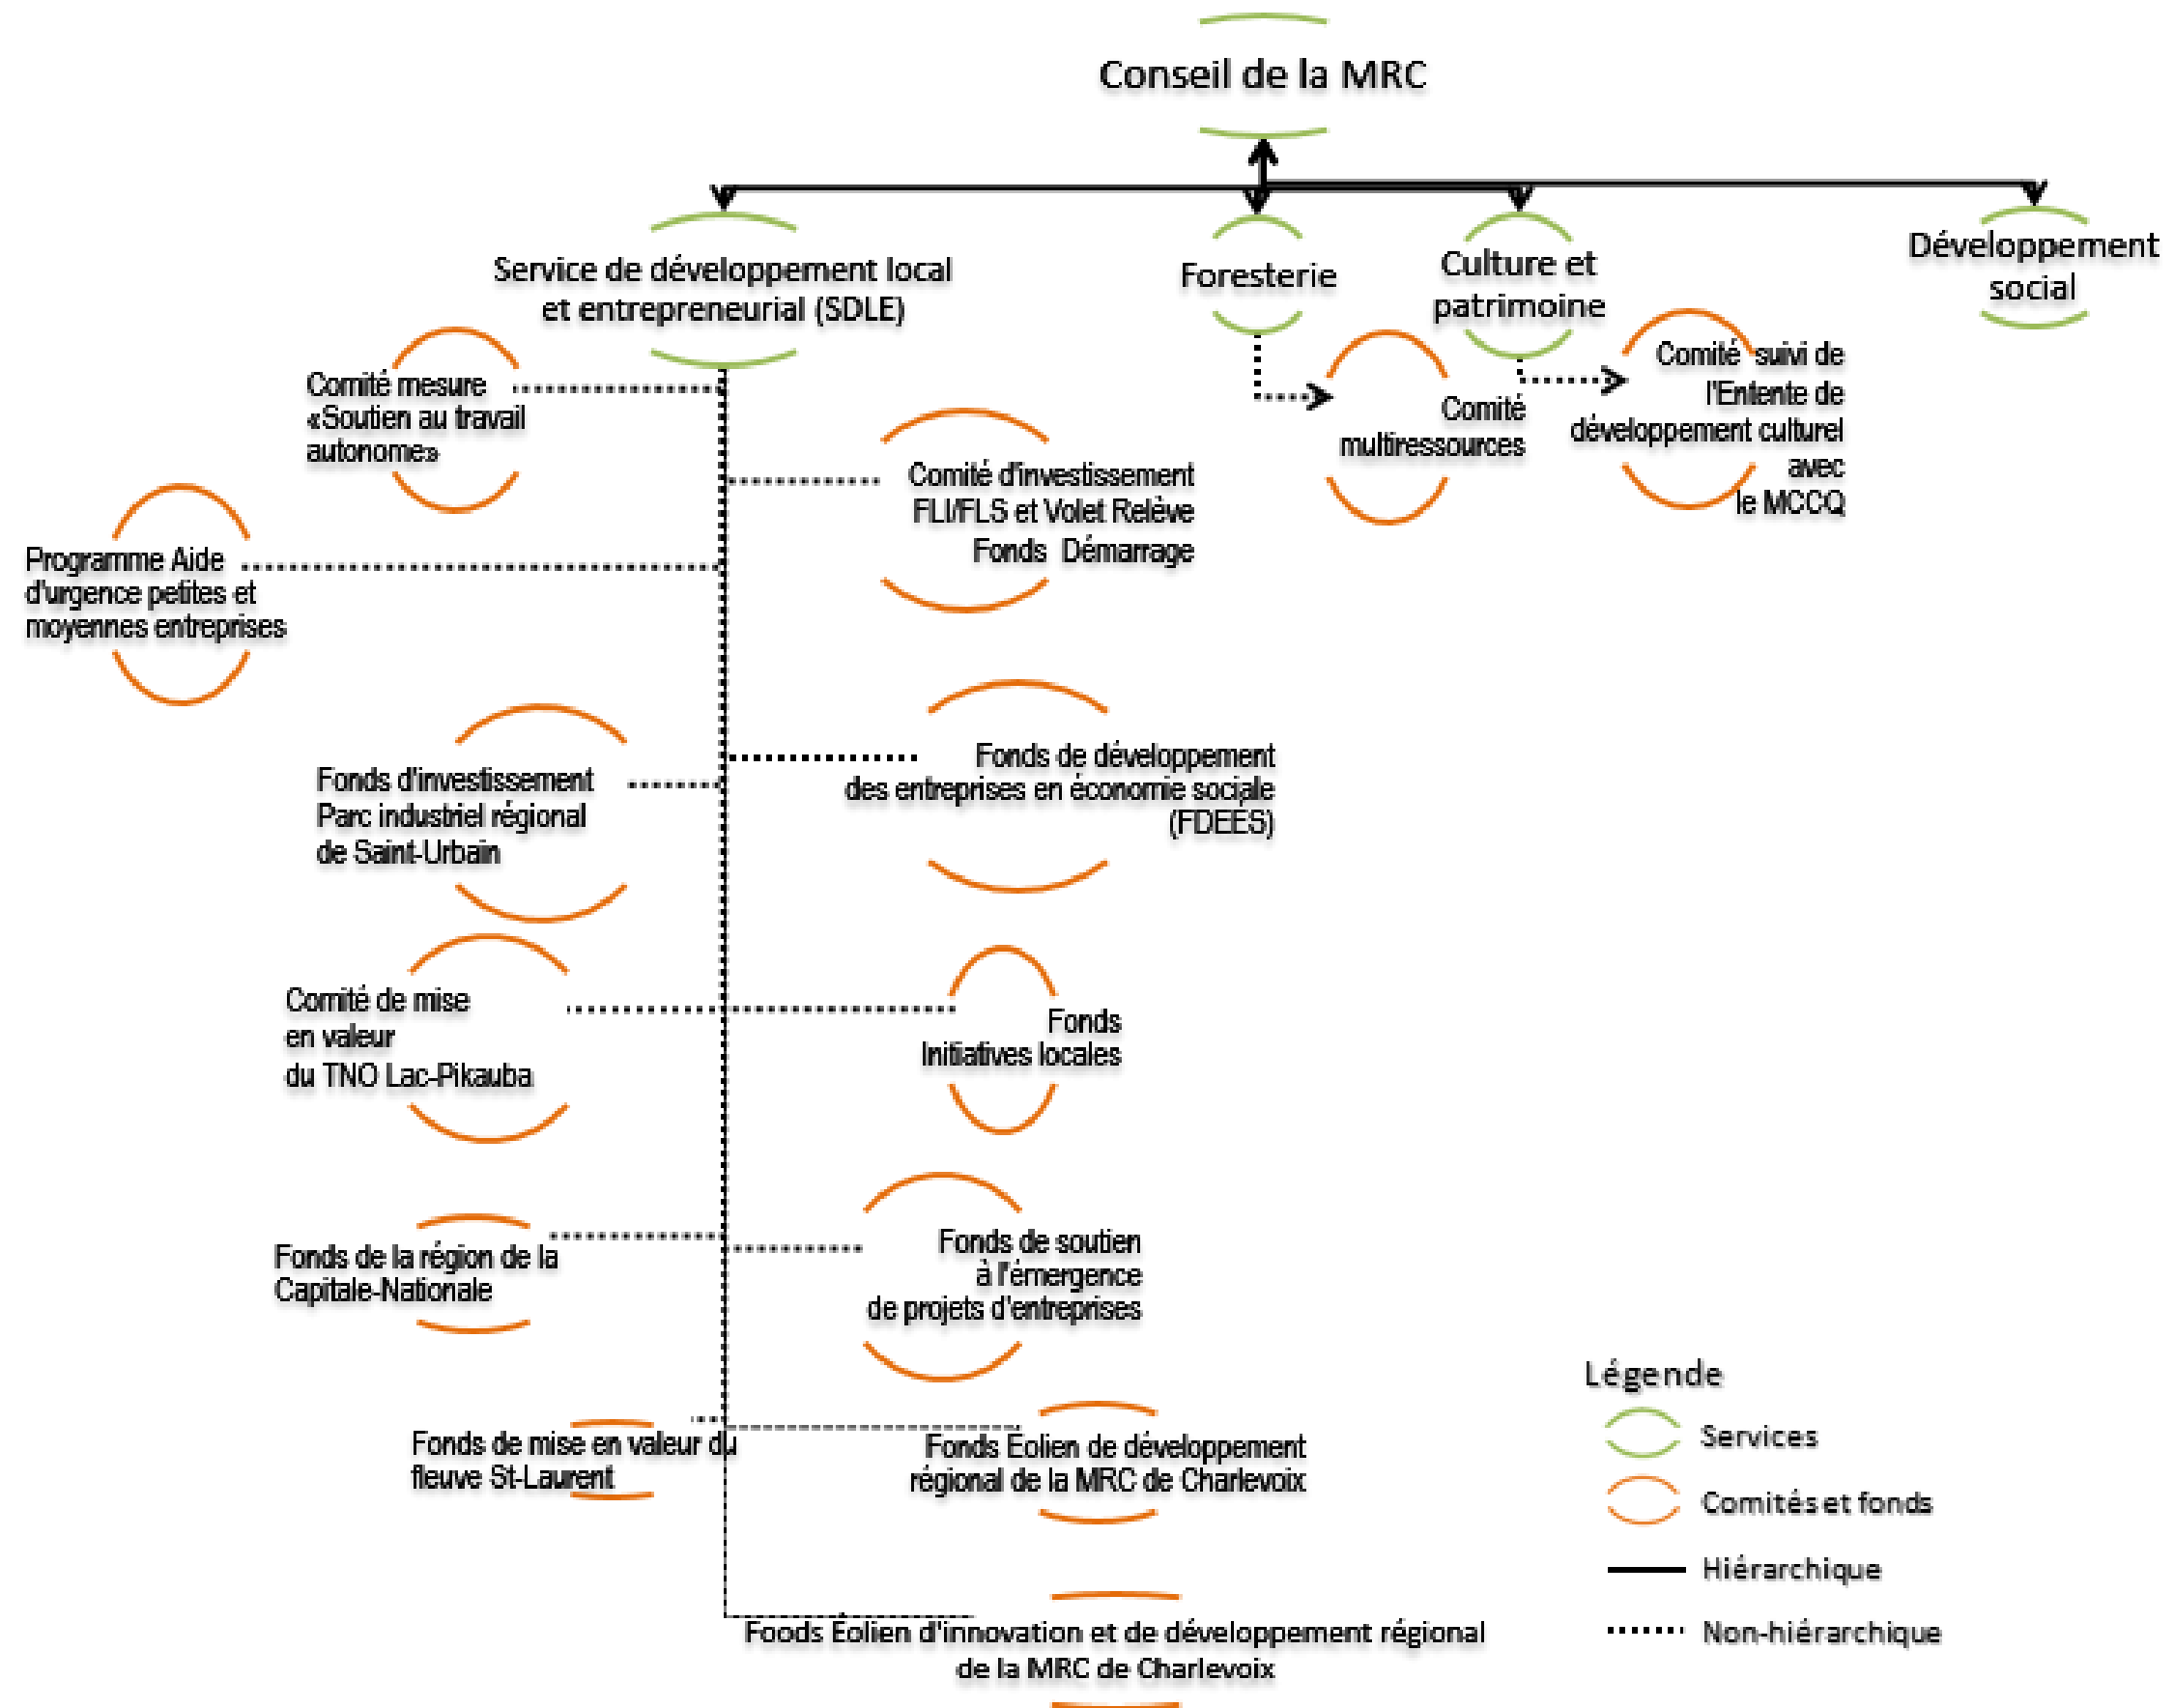 Conseil de la MRC
Service de développement local
et entrepreneurial (SDLE)
Foresterie
Culture et
patrimoine
Développement
social
Comité mesure
«Soutien au travail
autonome»
Comité d'investissement
FLI/FLS et Volet Relève
Fonds Démarrage
Comité
multiressources
Comité suivi de
l'Entente de
développement culturel
avec
le MCCQ
Programme Aide
d'urgence petites et
moyennes entreprises
Fonds d'investissement
Parc industriel régional
de Saint-Urbain
Fonds de développement
des entreprises en économie sociale
(FDEÉS)
Comité de mise
en valeur
du TNO Lac-Pikauba
Fonds
Initiatives locales
Fonds de la région de la
Capitale-Nationale
Fonds de soutien
à l'émergence
de projets d'entreprises
Fonds de mise en valeur du
fleuve St-Laurent
Fonds Éolien de développement
régional de la MRC de Charlevoix
Foods Éolien d'innovation et de développement régional
de la MRC de Charlevoix
Légende
Services
Comités et fonds
Hiérarchique
Non-hiérarchique